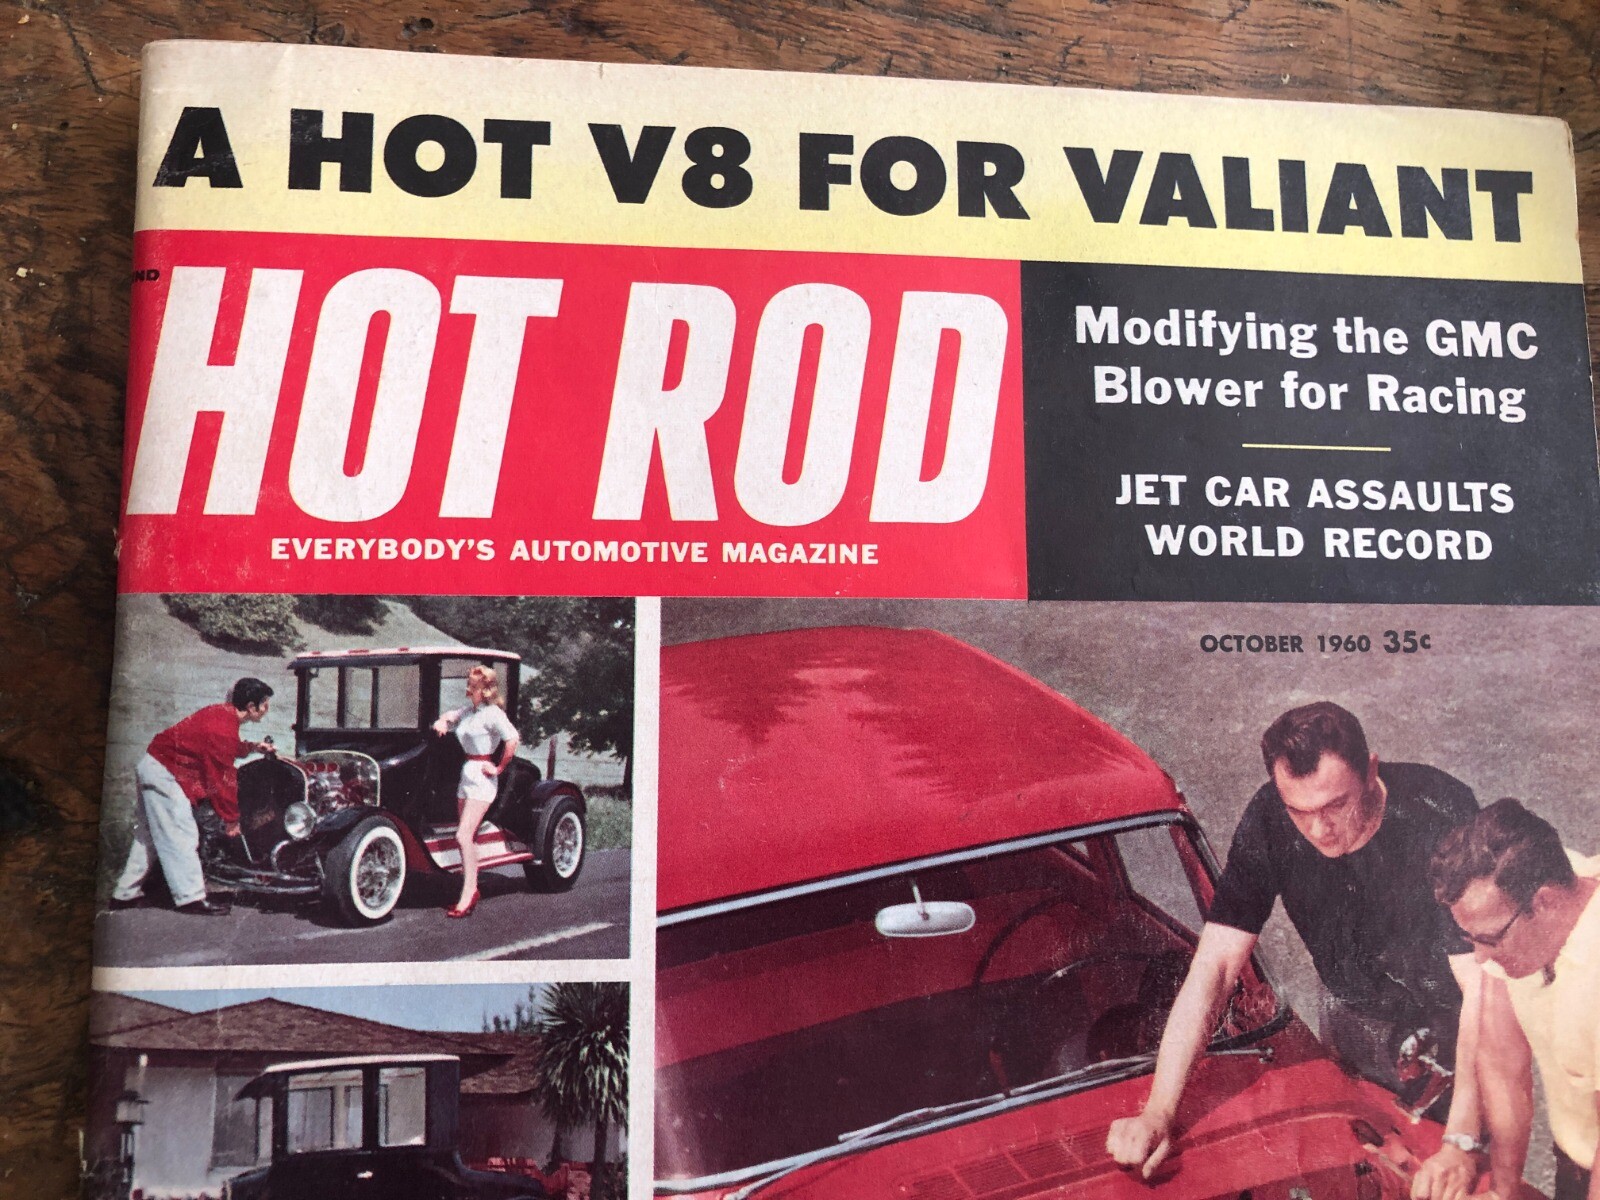 A HOT V8 FOR VALIANT
HOT ROD
EVERYBODY'S AUTOMOTIVE MAGAZINE
Modifying the GMC
Blower for Racing
JET CAR ASSAULTS
WORLD RECORD
OCTOBER 1960 35¢